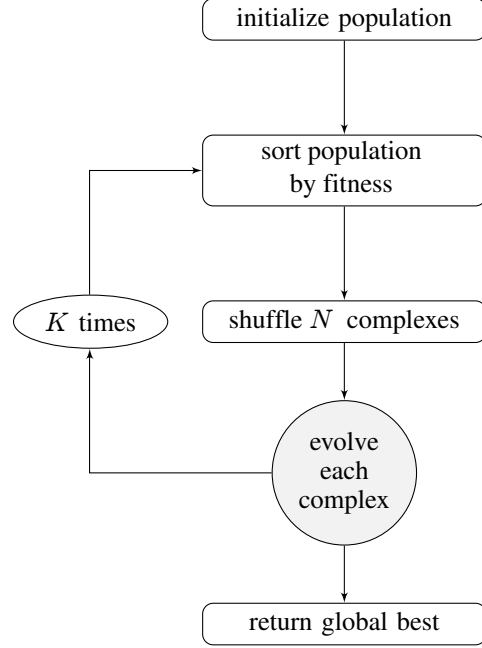 initialize population
sort population
by fitness
K times
shuffle N complexes
evolve
each
complex
return global best